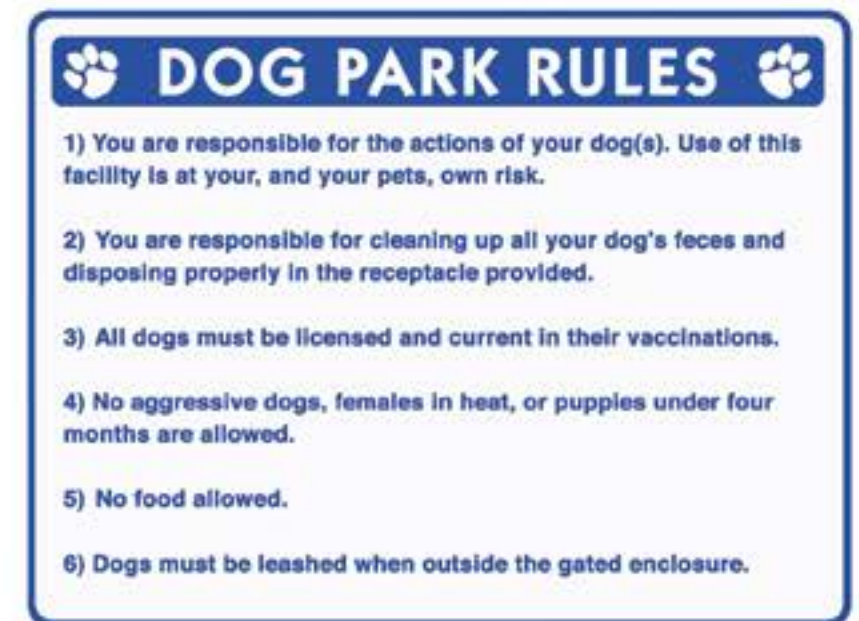 DOG PARK RULES
1) You are responsible for the actions of your dog(s). Use of this
facility is at your, and your pets, own risk.
2) You are responsible for cleaning up all your dog's feces and
disposing properly in the receptacle provided.
3) All dogs must be licensed and current in their vaccinations.
4) No aggressive dogs, females in heat, or puppies under four
months are allowed.
5) No food allowed.
6) Dogs must be leashed when outside the gated enclosure.